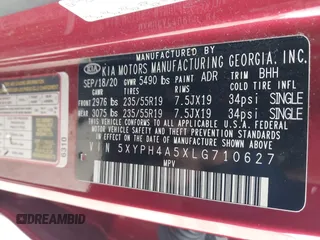 MANUFACTURED BY
KIA KIA MOTORS MANUFACTURING GEORGIA, INC.
SEP/18/20 GVWR 5490 lbs PAINT ADR TRIM BHH
GAWR TIRES RIMS COLD TIRE INFLATION
FRONT 2976 lbs 235/55R19 7.5JX19 34psi SINGLE
REAR 3075 lbs 235/55R19 7.5JX19 34psi SINGLE
THIS VEHICLE CONFORMS TO ALL APPLICABLE U.S.A. FEDERAL MOTOR VEHICLE
SAFETY AND THEFT PREVENTION STANDARDS IN EFFECT ON THE DATE OF MANUFACTURE SHOWN ABOVE.
VIN 5XYPH4A5XLG710627
MPV
B310
DREAMBID